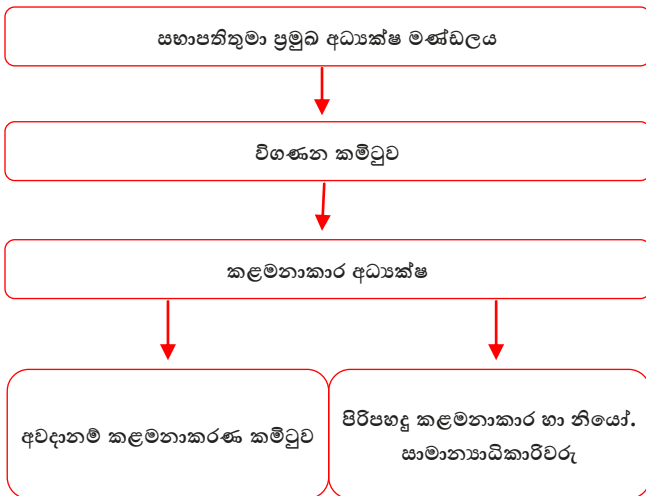 සභාපතිතුමා ප්‍රමුඛ අධ්‍යක්ෂ මණ්ඩලය
විගණන කමිටුව
කළමනාකාර අධ්‍යක්ෂ
අවදානම් කළමනාකරණ කමිටුව
පිරිපහදු කළමනාකාර හා නියෝ.
සාමාන්‍යාධිකාරිවරු